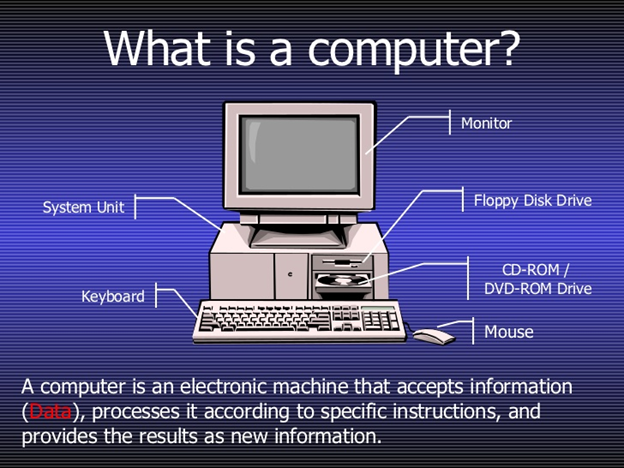 What is a computer?
Monitor
System Unit
Floppy Disk Drive
CD-ROM /
DVD-ROM Drive
Keyboard
Mouse
A computer is an electronic machine that accepts information
(Data), processes it according to specific instructions, and
provides the results as new information.